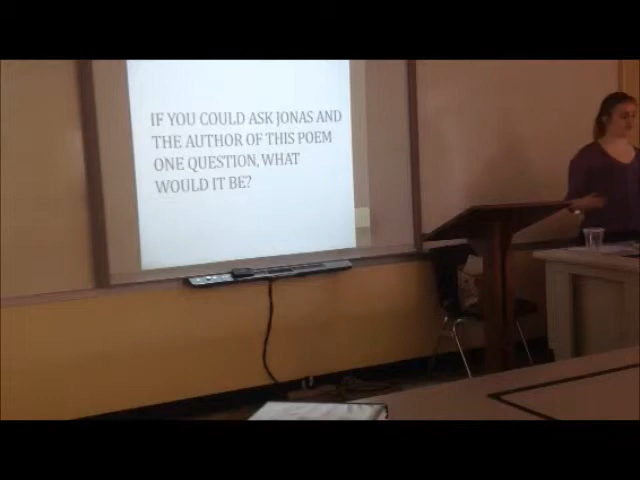 IF YOU COULD ASK JONAS AND
THE AUTHOR OF THIS POEM
ONE QUESTION, WHAT
WOULD IT BE?